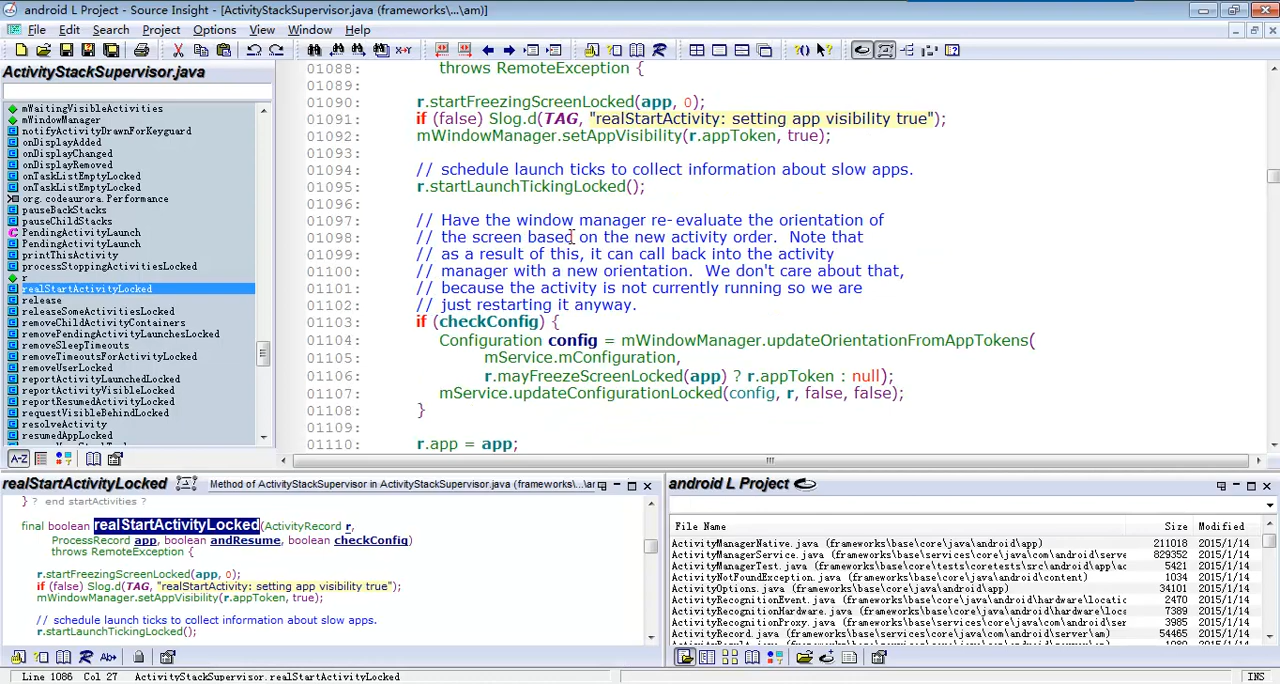 android L Project - Source Insight - [ActivityStackSupervisor.java (frameworks\...\am)]
File Edit Search Project Options View Window Help
ActivityStackSupervisor.java
mWaitingVisibleActivities
mWindowManager
notifyActivityDrawnForKeyguard
onDisplayAdded
onDisplayChanged
onDisplayRemoved
onTaskListEmptyLocked
onTaskListEmptyLocked
org.codeaurora.Performance
pauseBackStacks
pauseChildStacks
PendingActivityLaunch
PendingActivityLaunch
printThisActivity
processStoppingActivitiesLocked
r
realStartActivityLocked
release
releaseSomeActivitiesLocked
removeChildActivityContainers
removePendingActivityLaunchesLocked
removeSleepTimeouts
removeTimeoutsForActivityLocked
removeUserLocked
reportActivityLaunchedLocked
reportActivityVisibleLocked
reportResumedActivityLocked
requestVisibleBehindLocked
resolveActivity
resumedAppLocked
01088: throws RemoteException {
01089:
01090: r.startFreezingScreenLocked(app, 0);
01091: if (false) Slog.d(TAG, "realStartActivity: setting app visibility true");
01092: mWindowManager.setAppVisibility(r.appToken, true);
01093:
01094: // schedule launch ticks to collect information about slow apps.
01095: r.startLaunchTickingLocked();
01096:
01097: // Have the window manager re-evaluate the orientation of
01098: // the screen based on the new activity order.  Note that
01099: // as a result of this, it can call back into the activity
01100: // manager with a new orientation.  We don't care about that,
01101: // because the activity is not currently running so we are
01102: // just restarting it anyway.
01103: if (checkConfig) {
01104: Configuration config = mWindowManager.updateOrientationFromAppTokens(
01105: mService.mConfiguration,
01106: r.mayFreezeScreenLocked(app) ? r.appToken : null);
01107: mService.updateConfigurationLocked(config, r, false, false);
01108: }
01109:
01110: r.app = app;
A-Z
realStartActivityLocked Method of ActivityStackSupervisor in ActivityStackSupervisor.java (frameworks\...\am
} ? end startActivities ?
final boolean realStartActivityLocked(ActivityRecord r,
ProcessRecord app, boolean andResume, boolean checkConfig)
throws RemoteException {
r.startFreezingScreenLocked(app, 0);
if (false) Slog.d(TAG, "realStartActivity: setting app visibility true");
mWindowManager.setAppVisibility(r.appToken, true);
// schedule launch ticks to collect information about slow apps.
r.startLaunchTickingLocked();
android L Project
File Name Size Modified
ActivityManagerNative.java (frameworks\base\core\java\android\app) 211018 2015/1/14
ActivityManagerService.java (frameworks\base\services\core\java\com\android\serve 829352 2015/1/14
ActivityManagerTest.java (frameworks\base\core\tests\coretests\src\android\app\ac 5421 2015/1/14
ActivityNotFoundException.java (frameworks\base\core\java\android\content) 1034 2015/1/14
ActivityOptions.java (frameworks\base\core\java\android\app) 34101 2015/1/14
ActivityRecognitionEvent.java (frameworks\base\core\java\android\hardware\locatio 2470 2015/1/14
ActivityRecognitionHardware.java (frameworks\base\core\java\android\hardware\loca 7389 2015/1/14
ActivityRecognitionProxy.java (frameworks\base\services\core\java\com\android\ser 3985 2015/1/14
ActivityRecord.java (frameworks\base\services\core\java\com\android\server\am) 54465 2015/1/14
Line 1086 Col 27 ActivityStackSupervisor.realStartActivityLocked INS